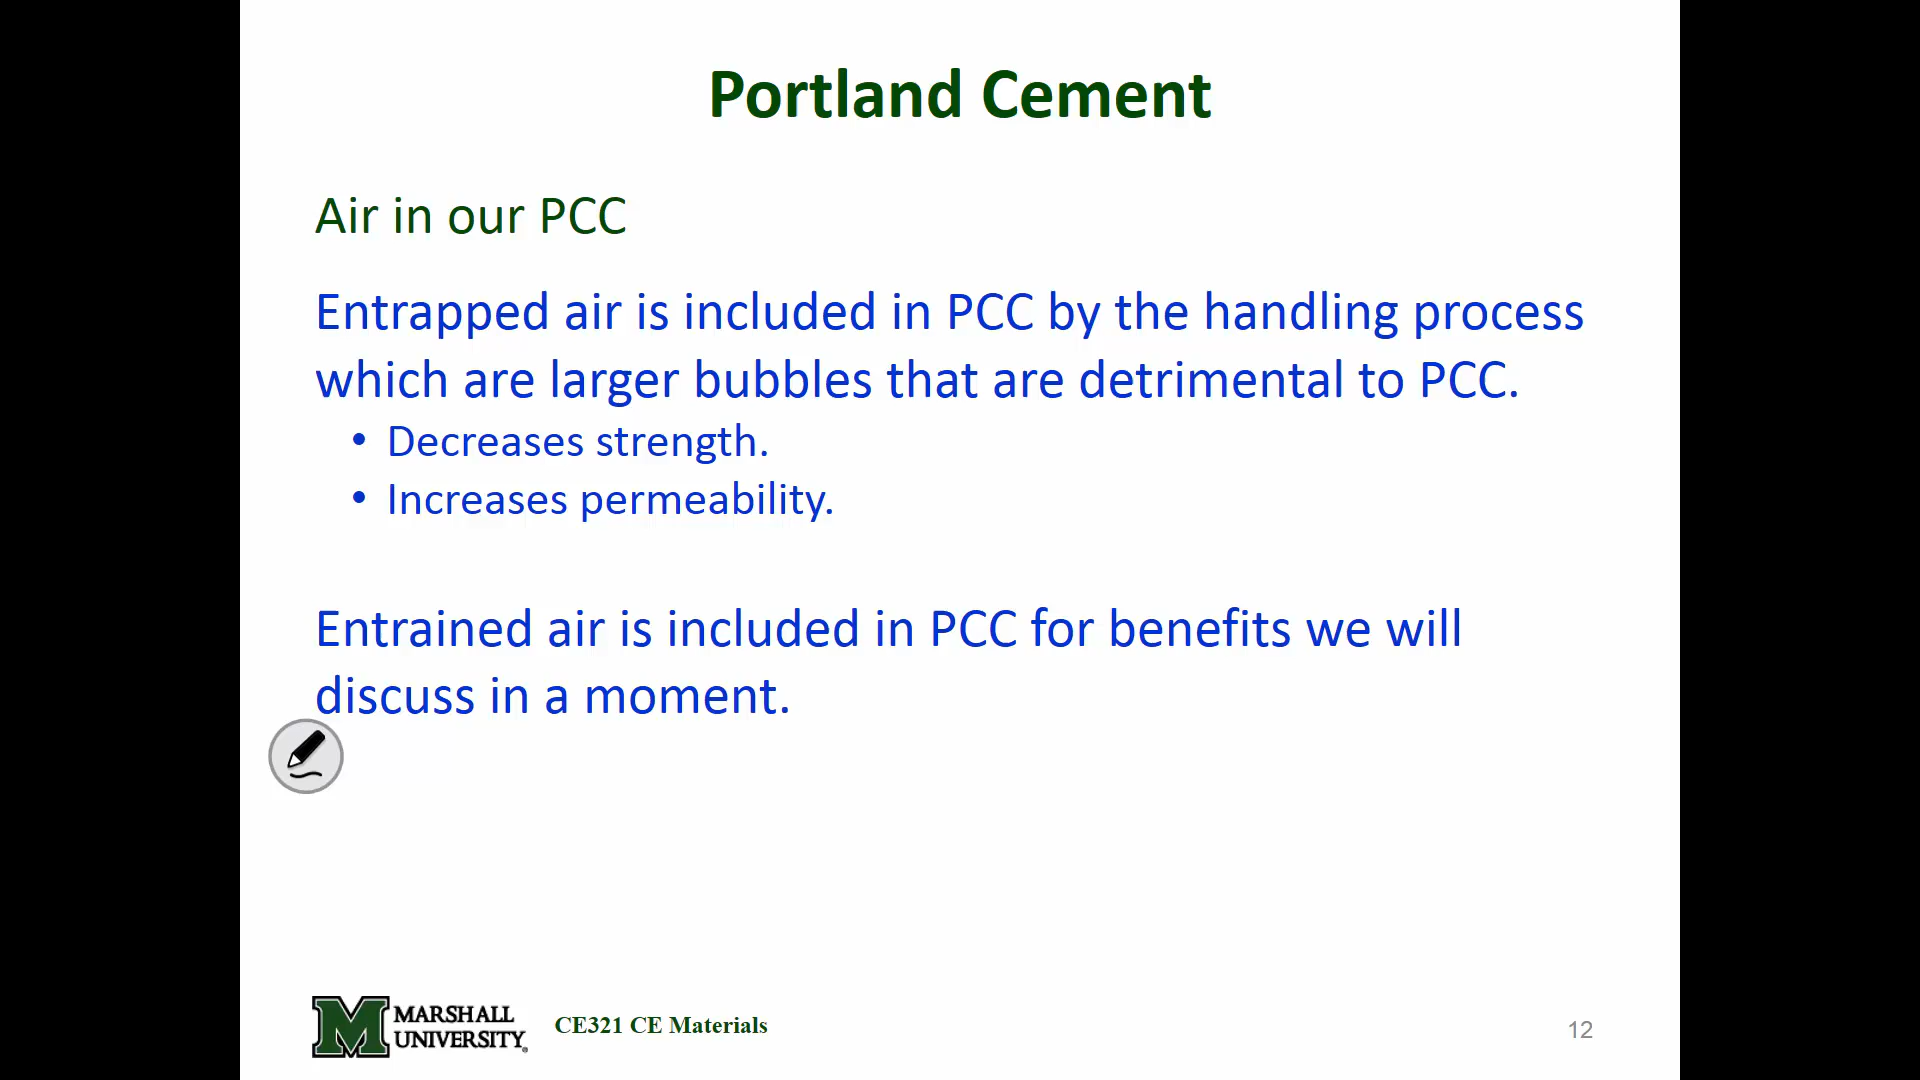 Portland Cement
Air in our PCC
Entrapped air is included in PCC by the handling process
which are larger bubbles that are detrimental to PCC.
• Decreases strength.
• Increases permeability.
Entrained air is included in PCC for benefits we will
discuss in a moment.
MARSHALL
UNIVERSITY®
CE321 CE Materials
12